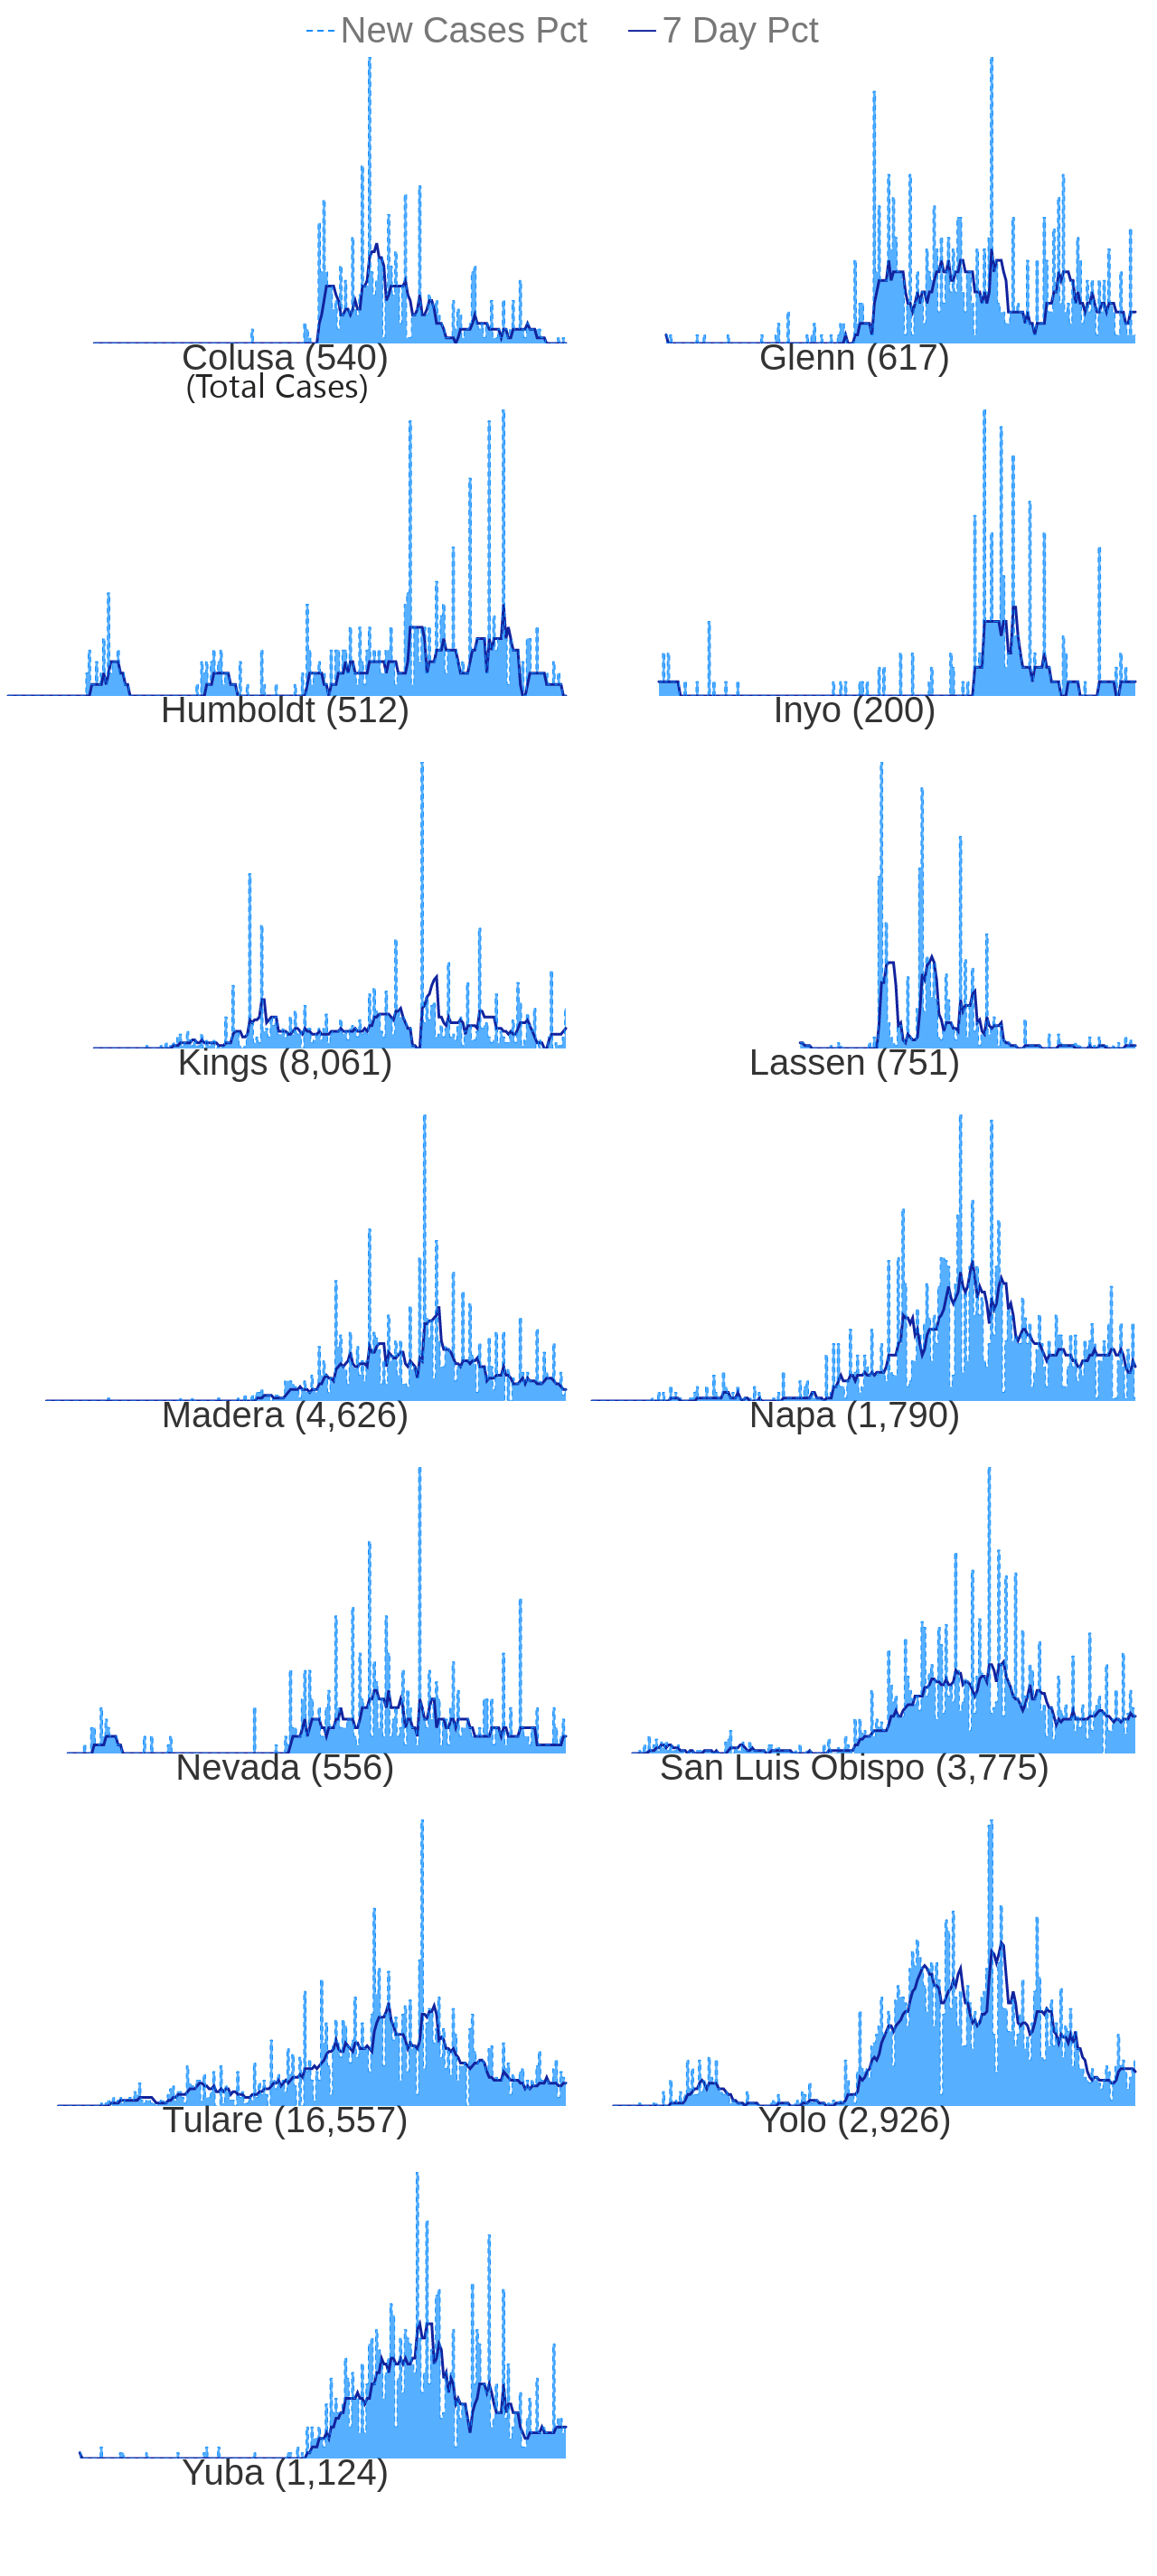 New Cases Pct 7 Day Pct
Colusa (540) Glenn (617)
(Total Cases)
Humboldt (512) Inyo (200)
Kings (8,061) Lassen (751)
Madera (4,626) Napa (1,790)
Nevada (556) San Luis Obispo (3,775)
Tulare (16,557) Yolo (2,926)
Yuba (1,124)